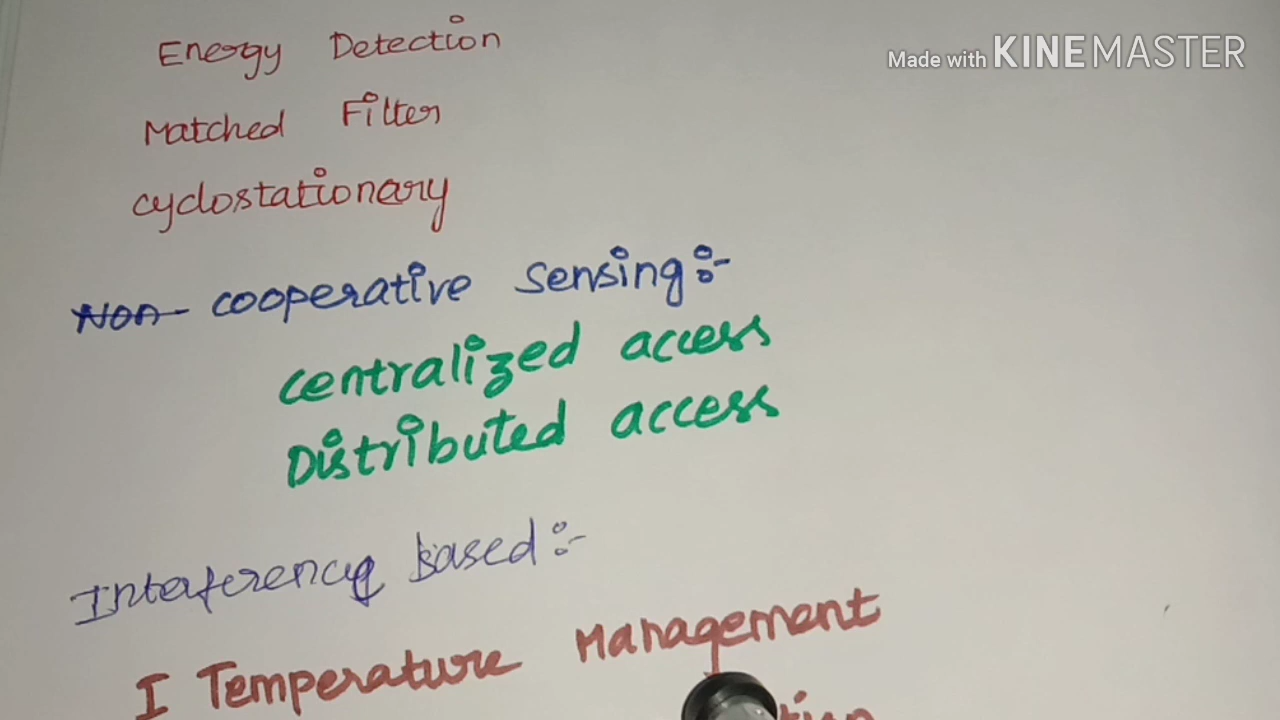 Energy Detection
Made with KINEMASTER
Matched Filter
cyclostationary
Non- cooperative Sensing:-
centralized access
Distributed access
Interferency based:-
I Temperature Management